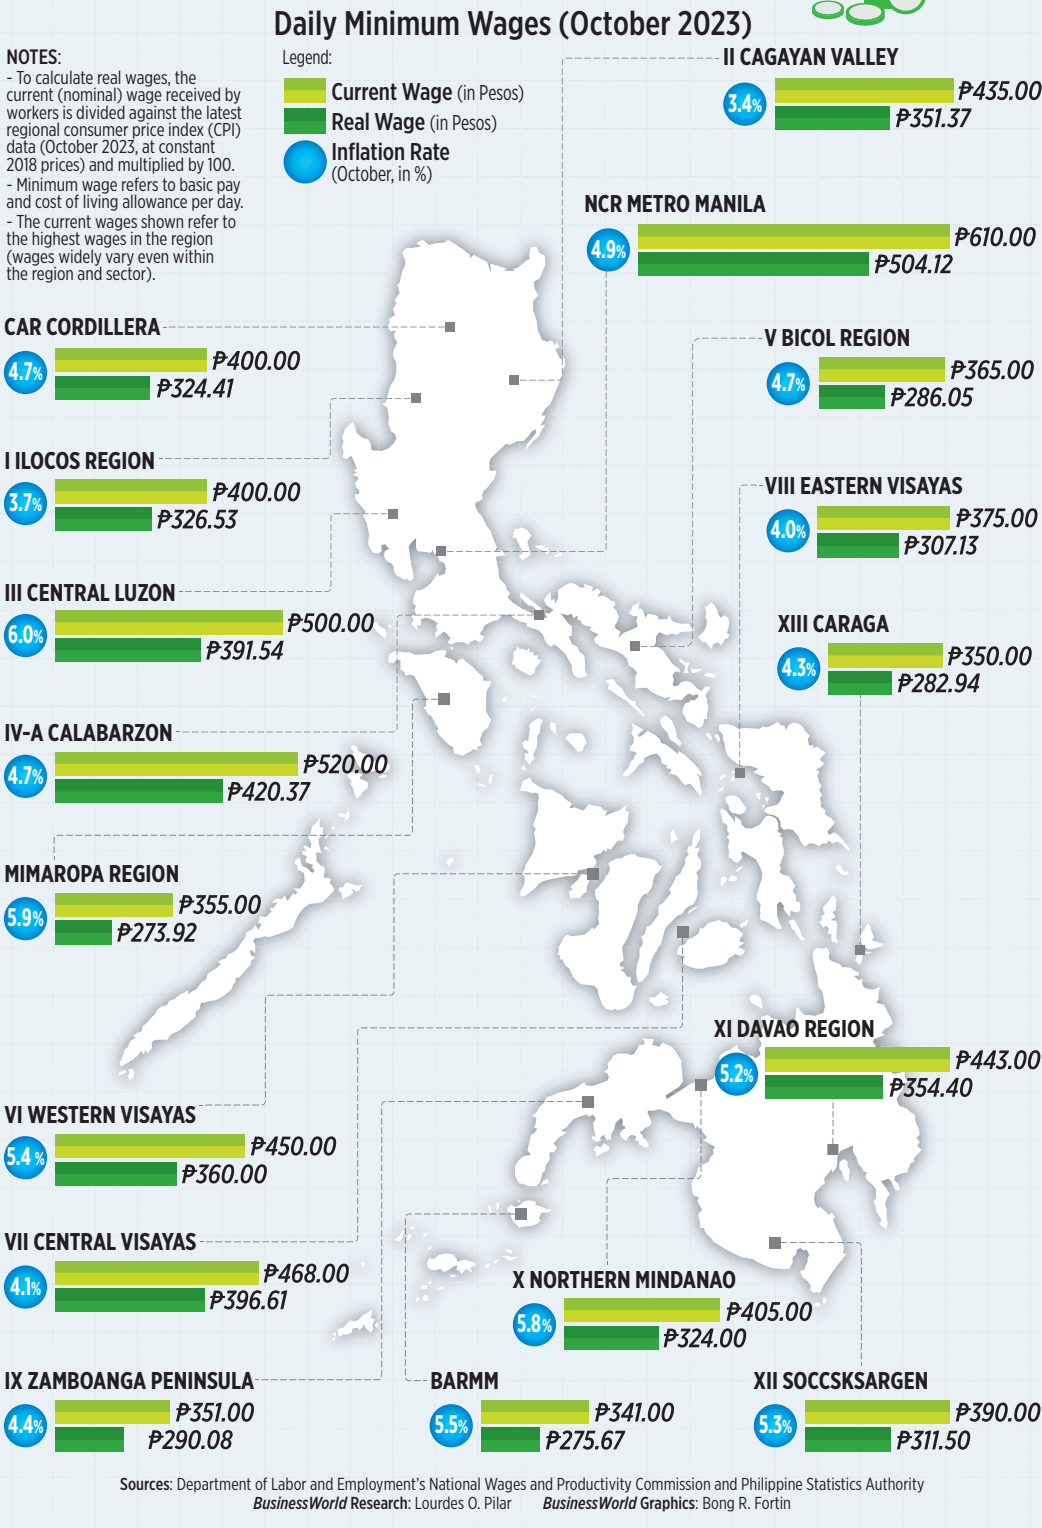 Daily Minimum Wages (October 2023)
NOTES:
- To calculate real wages, the
current (nominal) wage received by
workers is divided against the latest
regional consumer price index (CPI)
data (October 2023, at constant
2018 prices) and multiplied by 100.
- Minimum wage refers to basic pay
and cost of living allowance per day.
- The current wages shown refer to
the highest wages in the region
(wages widely vary even within
the region and sector).
Legend:
Current Wage (in Pesos)
Real Wage (in Pesos)
Inflation Rate
(October, in %)
II CAGAYAN VALLEY
3.4%
₱435.00
₱351.37
NCR METRO MANILA
4.9%
₱610.00
₱504.12
CAR CORDILLERA
4.7%
₱400.00
₱324.41
V BICOL REGION
4.7%
₱365.00
₱286.05
I ILOCOS REGION
3.7%
₱400.00
₱326.53
VIII EASTERN VISAYAS
4.0%
₱375.00
₱307.13
III CENTRAL LUZON
6.0%
₱500.00
₱391.54
XIII CARAGA
4.3%
₱350.00
₱282.94
IV-A CALABARZON
4.7%
₱520.00
₱420.37
MIMAROPA REGION
5.9%
₱355.00
₱273.92
XI DAVAO REGION
5.2%
₱443.00
₱354.40
VI WESTERN VISAYAS
5.4 %
₱450.00
₱360.00
VII CENTRAL VISAYAS
4.1%
₱468.00
₱396.61
X NORTHERN MINDANAO
5.8%
₱405.00
₱324.00
IX ZAMBOANGA PENINSULA
4.4%
₱351.00
₱290.08
BARMM
5.5%
₱341.00
₱275.67
XII SOCCSKSARGEN
5.3%
₱390.00
₱311.50
Sources: Department of Labor and Employment's National Wages and Productivity Commission and Philippine Statistics Authority
BusinessWorld Research: Lourdes O. Pilar BusinessWorld Graphics: Bong R. Fortin